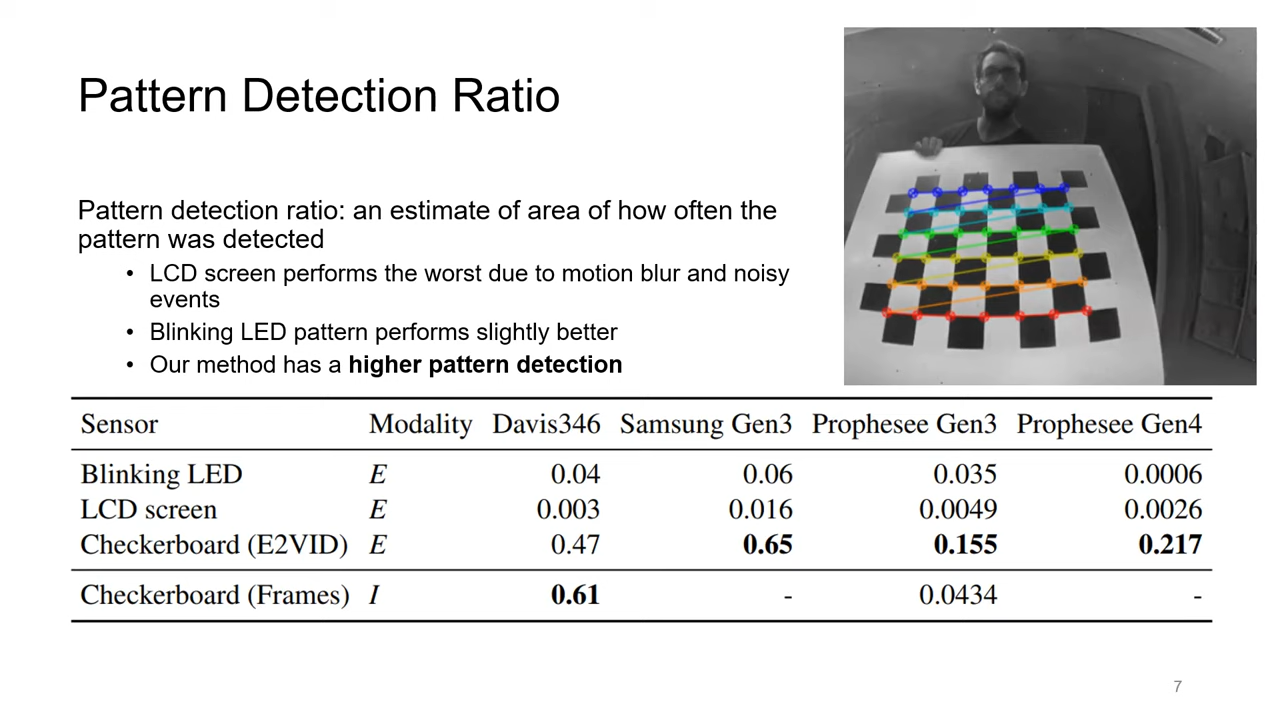 Pattern Detection Ratio
Pattern detection ratio: an estimate of area of how often the
pattern was detected
• LCD screen performs the worst due to motion blur and noisy
events
• Blinking LED pattern performs slightly better
• Our method has a higher pattern detection
Sensor Modality Davis346 Samsung Gen3 Prophesee Gen3 Prophesee Gen4
Blinking LED E 0.04 0.06 0.035 0.0006
LCD screen E 0.003 0.016 0.0049 0.0026
Checkerboard (E2VID) E 0.47 0.65 0.155 0.217
Checkerboard (Frames) I 0.61 - 0.0434 -
7